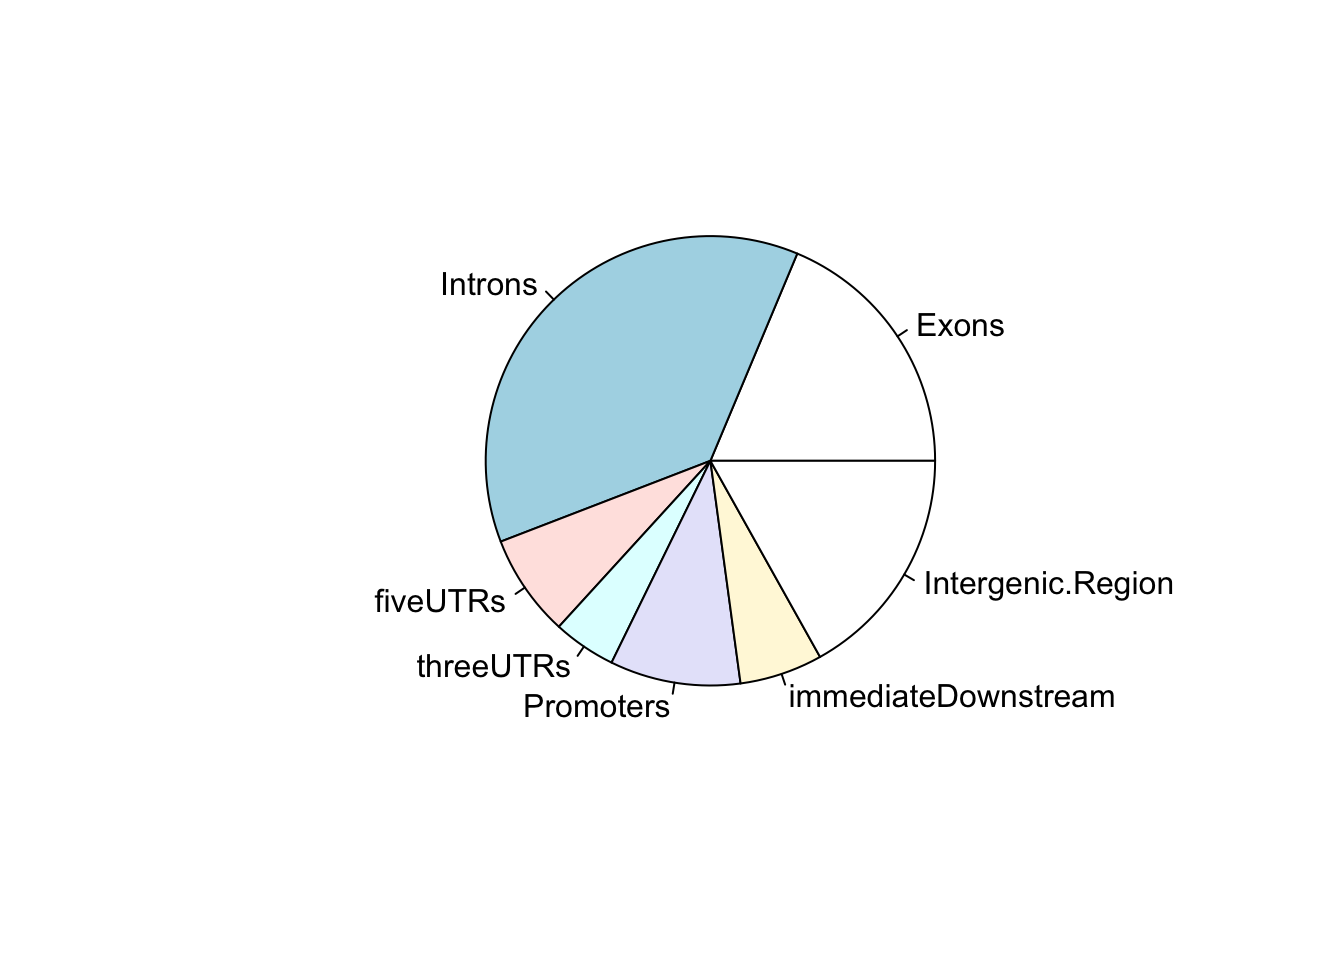 Introns
Exons
fiveUTRs
Intergenic.Region
threeUTRs
Promoters
immediateDownstream